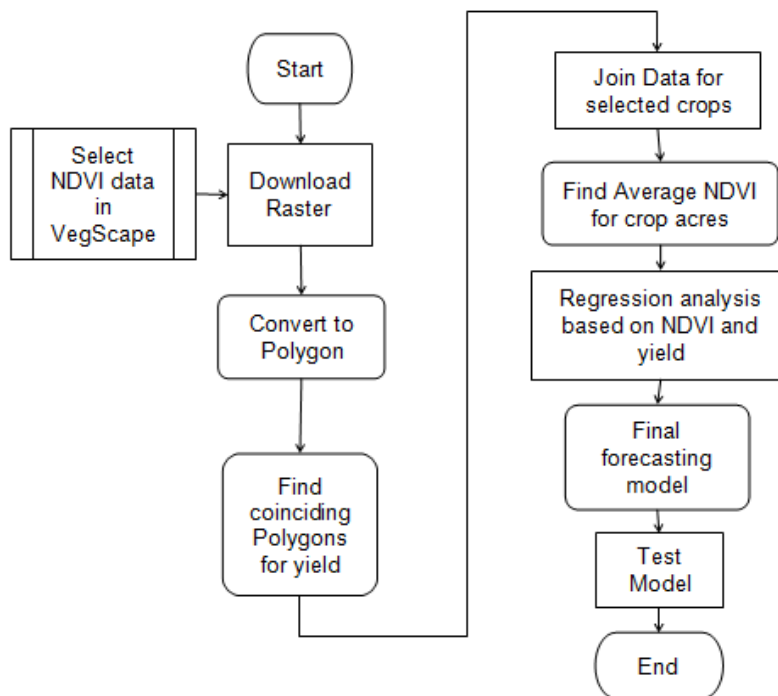 Start
Select
NDVI data
in
VegScape
Download
Raster
Convert to
Polygon
Find
coinciding
Polygons
for yield
Join Data for
selected crops
Find Average NDVI
for crop acres
Regression analysis
based on NDVI and
yield
Final
forecasting
model
Test
Model
End